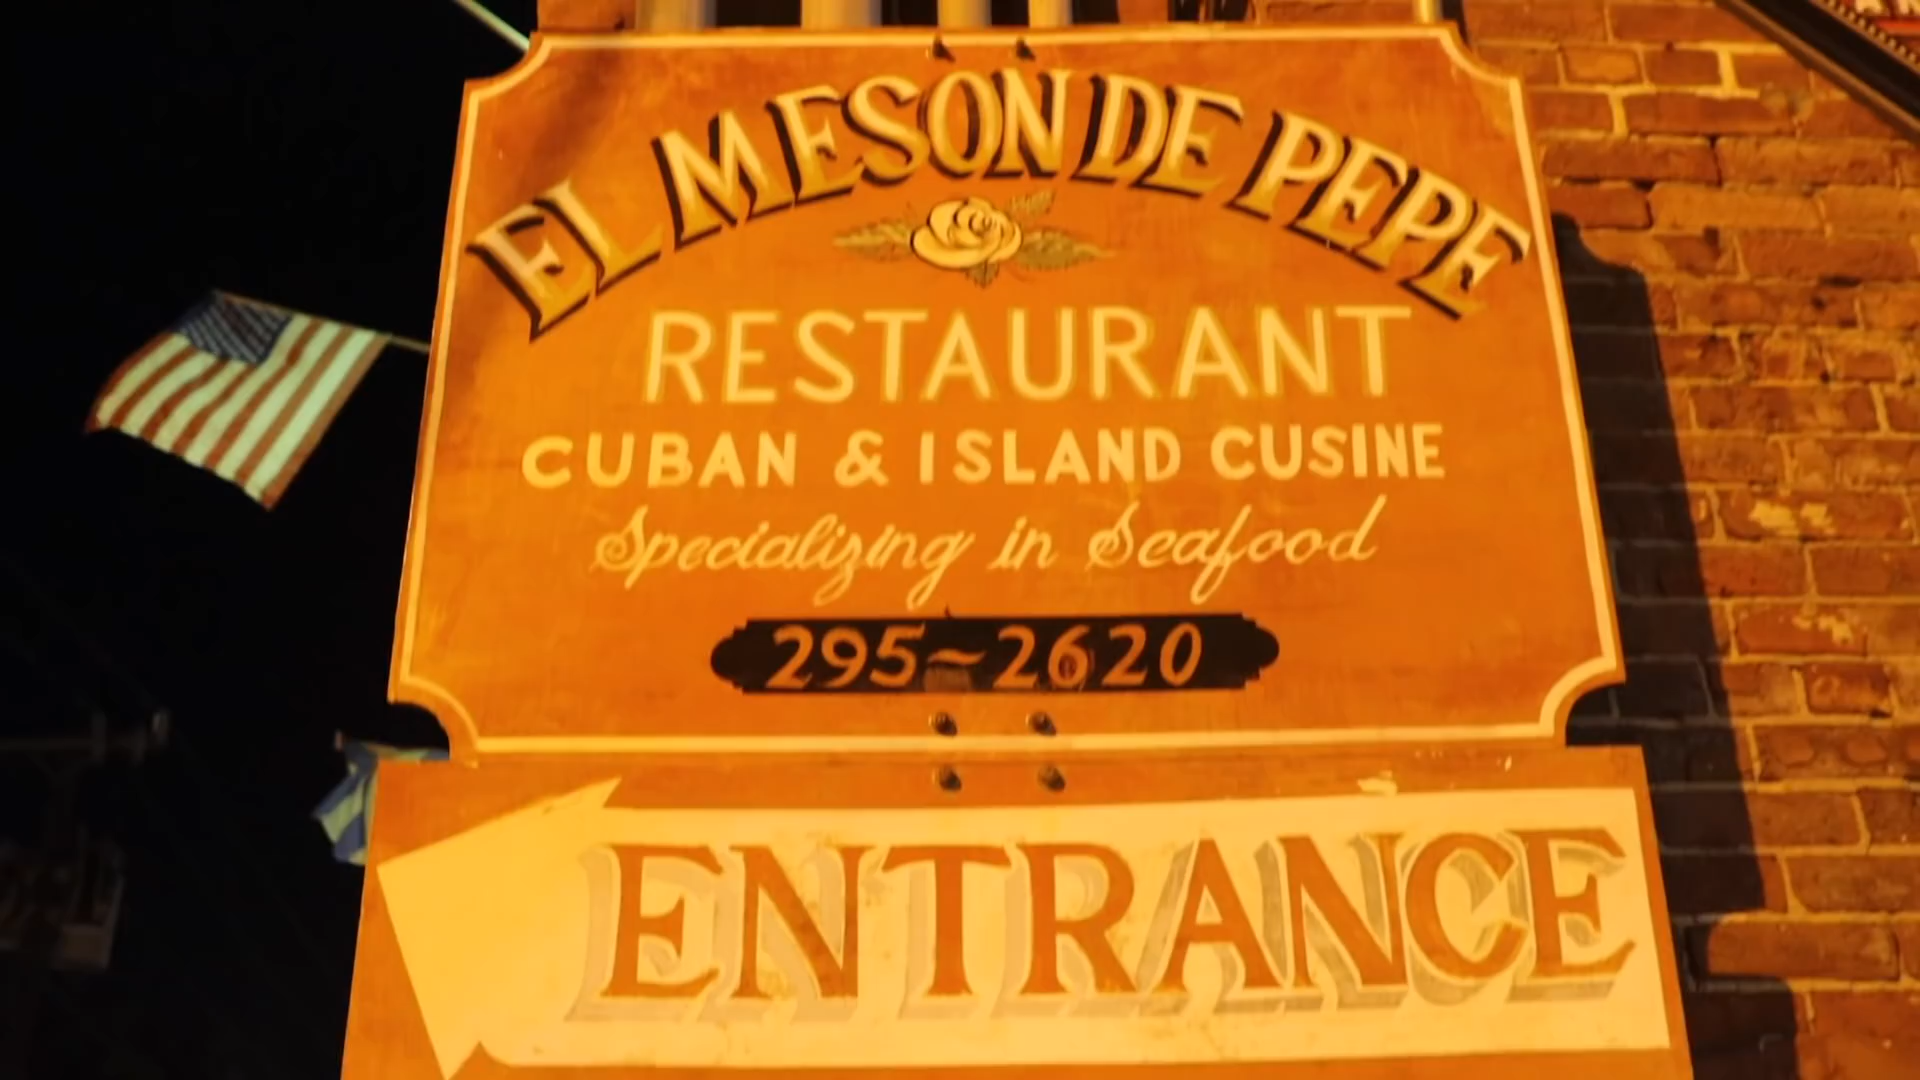 EL MESON DE PEPE
RESTAURANT
CUBAN & ISLAND CUSINE
Specializing in Seafood
295~2620
ENTRANCE